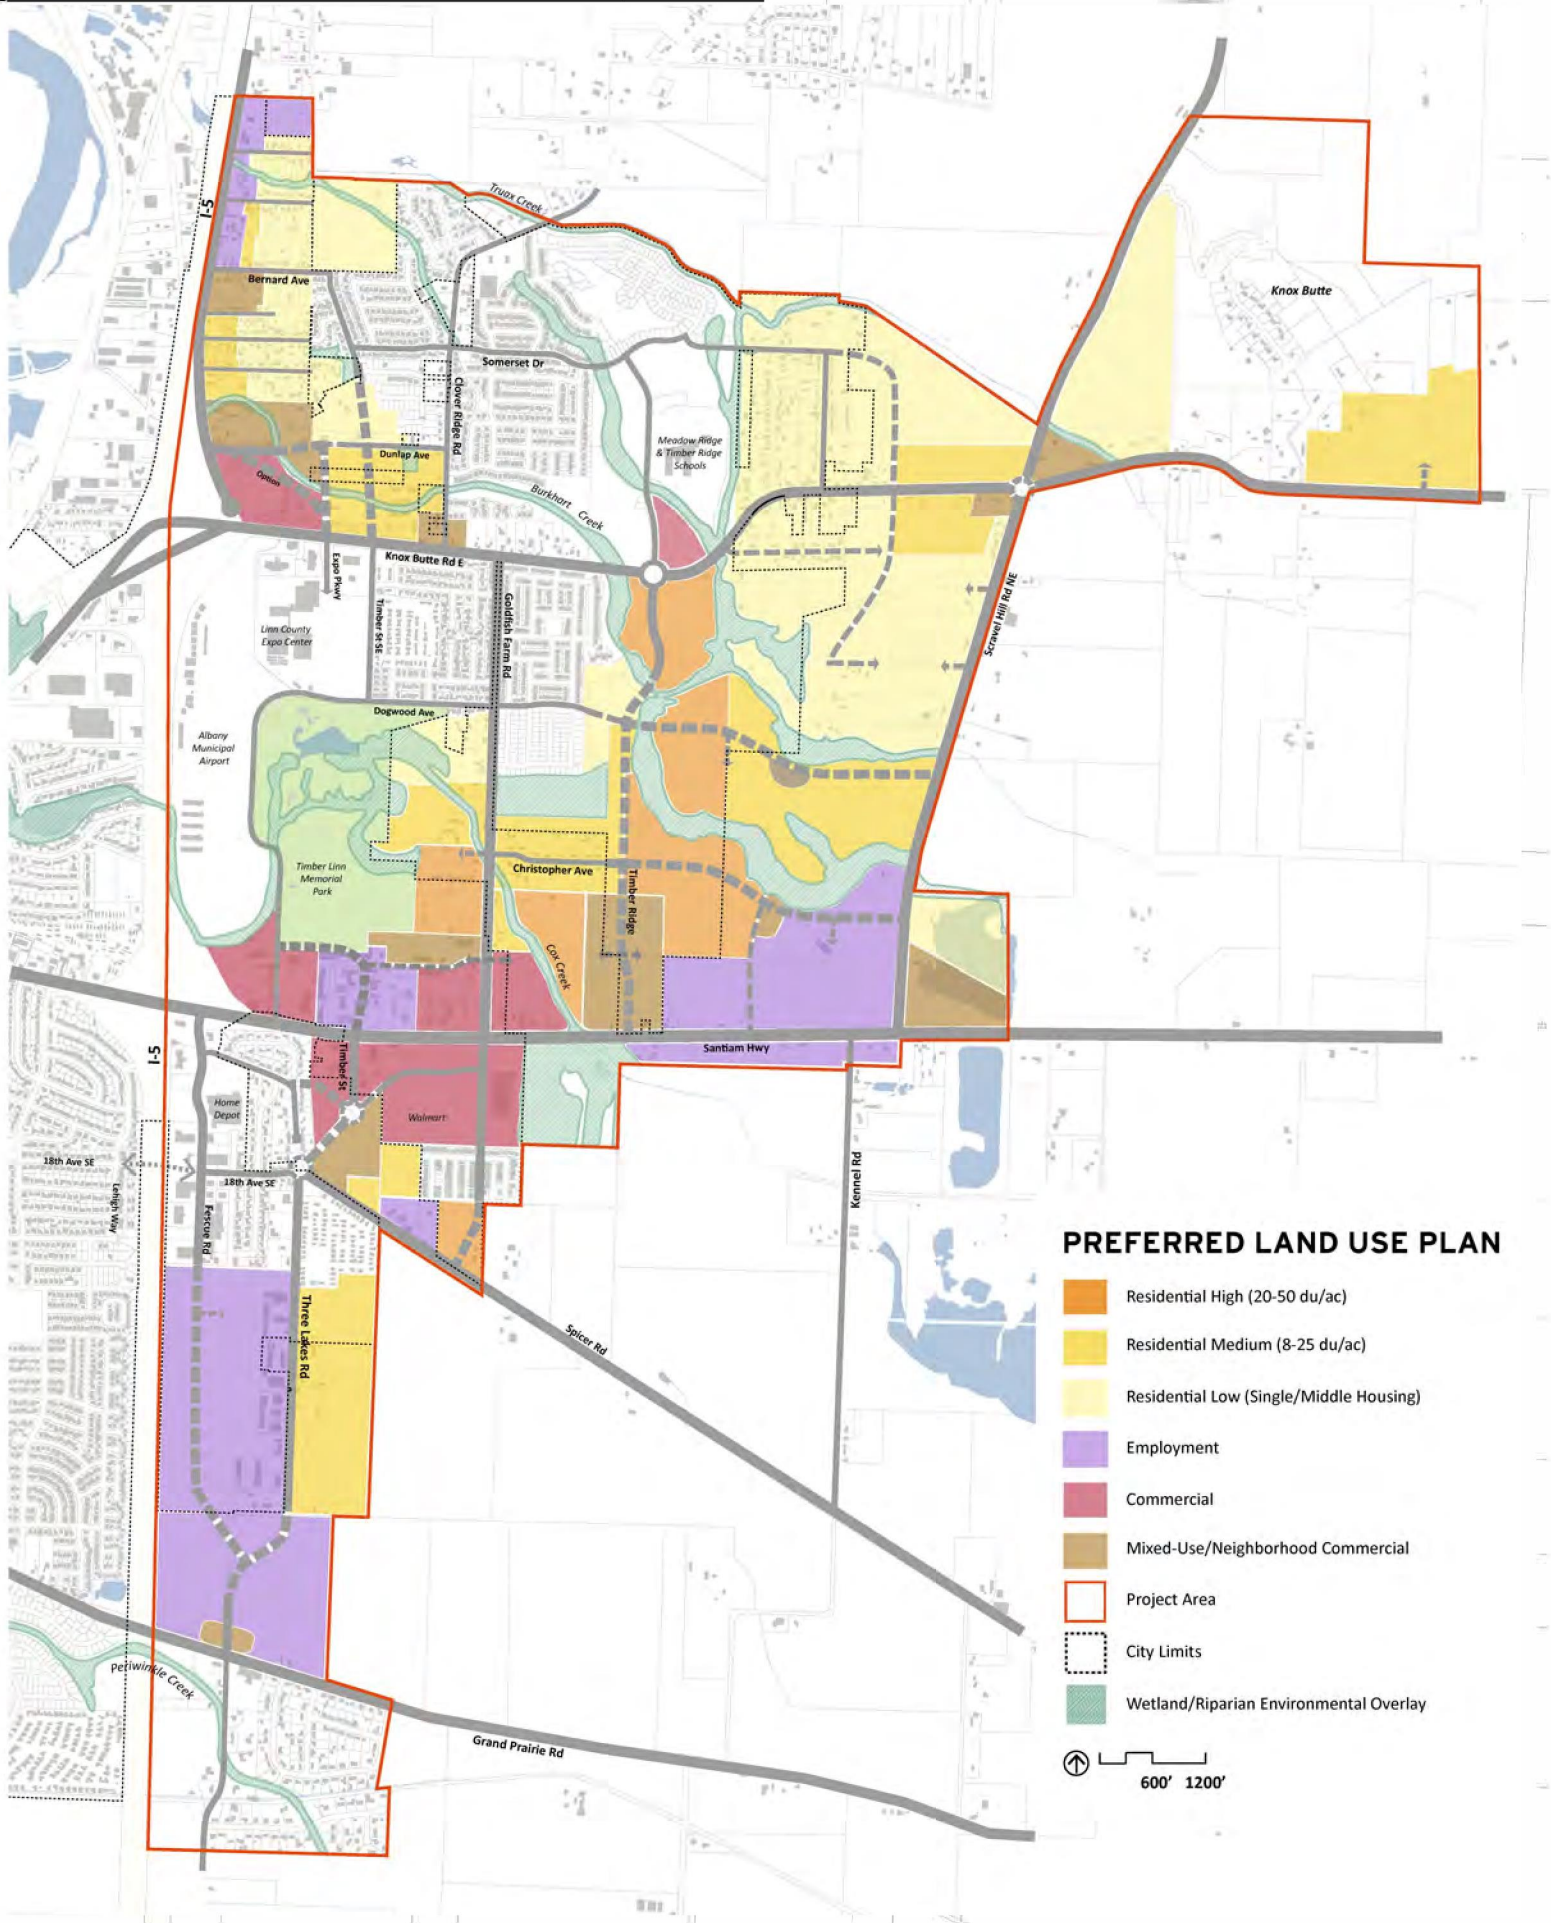 Truax Creek
I-5
Bernard Ave
Knox Butte
Somerset Dr
Clover Ridge Rd
Meadow Ridge
& Timber Ridge
Schools
Dunlap Ave
Option
Burkhart Creek
Knox Butte Rd E
Expo Pkwy
Timber St SE
Goldfish Farm Rd
Linn County
Expo Center
Scravel Hill Rd NE
Dogwood Ave
Albany
Municipal
Airport
Timber Linn
Memorial
Park
Christopher Ave
Timber Ridge
Cox Creek
I-5
Timber St
Santiam Hwy
Home
Depot
Walmart
18th Ave SE
18th Ave SE
Lehigh Way
Fescue Rd
Kennel Rd
Three Lakes Rd
Spicer Rd
Periwinkle Creek
Grand Prairie Rd
PREFERRED LAND USE PLAN
Residential High (20-50 du/ac)
Residential Medium (8-25 du/ac)
Residential Low (Single/Middle Housing)
Employment
Commercial
Mixed-Use/Neighborhood Commercial
Project Area
City Limits
Wetland/Riparian Environmental Overlay
600' 1200'